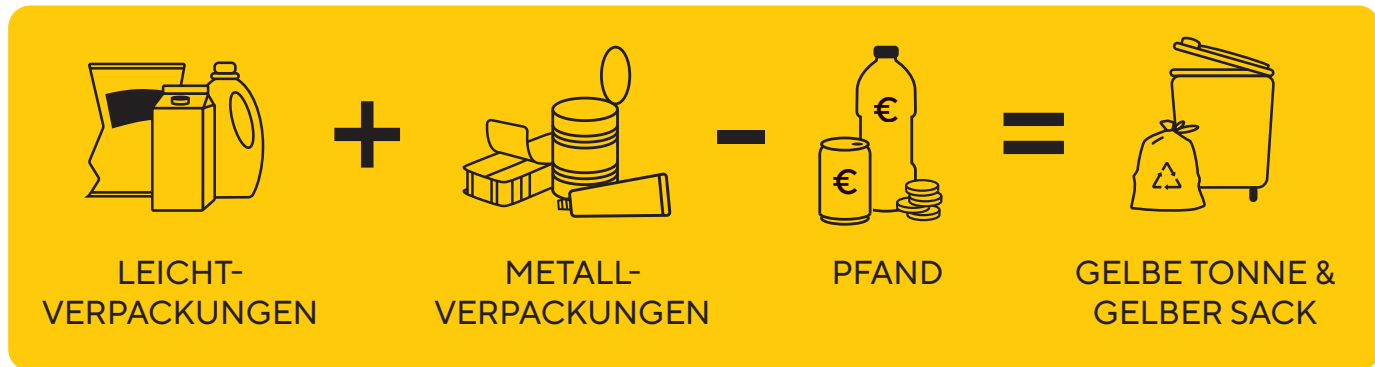 + - =
€
€
LEICHT-
VERPACKUNGEN
METALL-
VERPACKUNGEN
PFAND
GELBE TONNE &
GELBER SACK